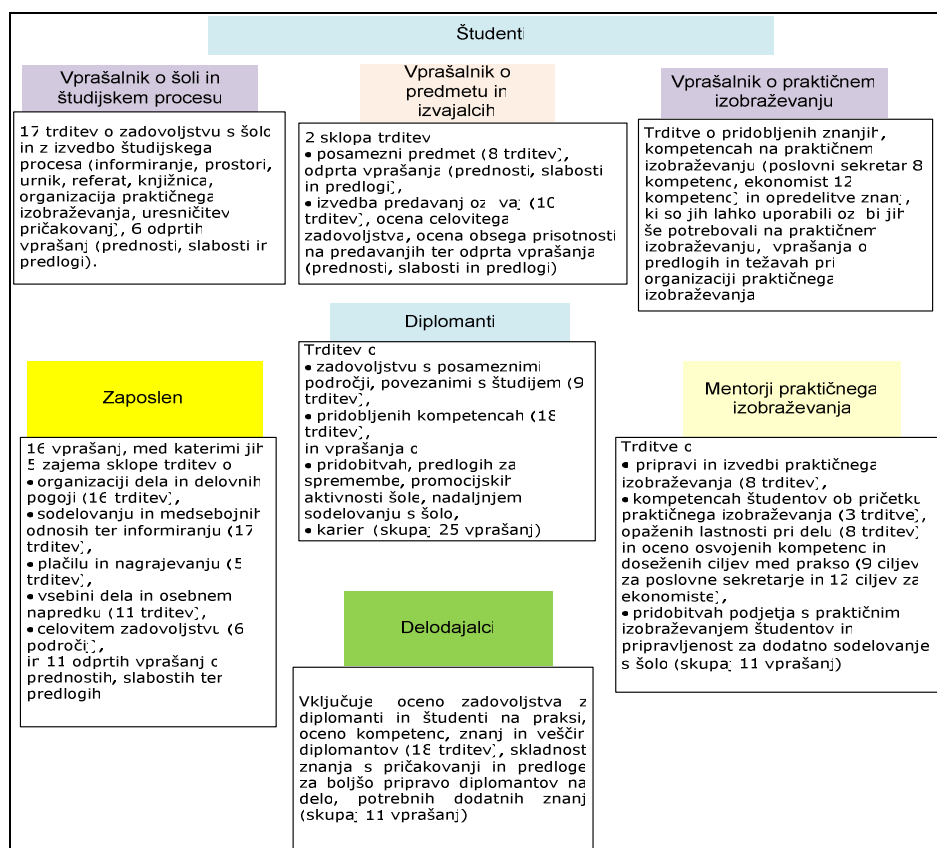 Študenti
Vprašalnik o šoli in
študijskem procesu
17 trditev o zadovoljstvu s šolo
in z izvedbo študijskega
procesa (informiranje, prostori,
urnik, referat, knjižnica,
organizacija praktičnega
izobraževanja, uresničitev
pričakovanj), 6 odprtih
vprašanj (prednosti, slabosti in
predlogi).
Vprašalnik o
predmetu in
izvajalcih
2 sklopa trditev
• posamezni predmet (8 trditev),
odprta vprašanja (prednosti, slabosti
in predlogi),
• izvedba predavanj oz. vaj (10
trditev), ocena celovitega
zadovoljstva, ocena obsega prisotnosti
na predavanjih ter odprta vprašanja
(prednosti, slabosti in predlogi)
Vprašalnik o praktičnem
izobraževanju
Trditve o pridobljenih znanjih,
kompetencah na praktičnem
izobraževanju (poslovni sekretar 8
kompetenc, ekonomist 12
kompetenc) in opredelitve znanj,
ki so jih lahko uporabili oz. bi jih
še potrebovali na praktičnem
izobraževanju, vprašanja o
predlogih in težavah pri
organizaciji praktičnega
izobraževanja
Diplomanti
Trditev o
• zadovoljstvu s posameznimi
področji, povezanimi s študijem (9
trditev),
• pridobljenih kompetencah (18
trditev),
in vprašanja o
• pridobitvah, predlogih za
spremembe, promocijskih
aktivnosti šole, nadaljnjem
sodelovanju s šolo,
• karier (skupaj 25 vprašanj)
Zaposlen
16 vprašanj, med katerimi jih
5 zajema sklope trditev o
• organizaciji dela in delovnih
pogoji (16 trditev),
• sodelovanju in medsebojnih
odnosih ter informiranju (17
trditev),
• plačilu in nagrajevanju (5
trditev),
• vsebini dela in osebnem
napredku (11 trditev),
• celovitem zadovoljstvu (6
področij),
in 11 odprtih vprašanj o
prednostih, slabostih ter
predlogih
Mentorji praktičnega
izobraževanja
Trditve o
• pripravi in izvedbi praktičnega
izobraževanja (8 trditev),
• kompetencah študentov ob pričetku
praktičnega izobraževanja (3 trditve),
opaženih lastnosti pri delu (8 trditev)
in oceno osvojenih kompetenc in
doseženih ciljev med prakso (9 ciljev
za poslovne sekretarje in 12 ciljev za
ekonomiste),
• pridobitvah podjetja s praktičnim
izobraževanjem študentov in
pripravljenost za dodatno sodelovanje
s šolo (skupaj 11 vprašanj)
Delodajalci
Vključuje oceno zadovoljstva z
diplomanti in študenti na praksi,
oceno kompetenc, znanj in veščin
diplomantov (18 trditev), skladnost
znanja s pričakovanji in predloge
za boljšo pripravo diplomantov na
delo, potrebnih dodatnih znanj
(skupaj 11 vprašanj)